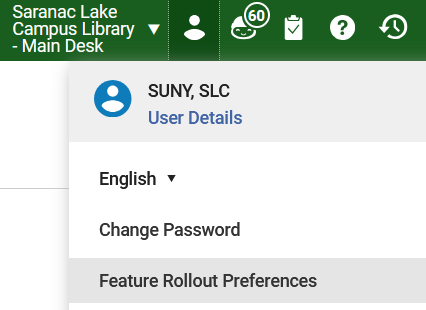 Saranac Lake
Campus Library
- Main Desk
60
SUNY, SLC
User Details
English
Change Password
Feature Rollout Preferences